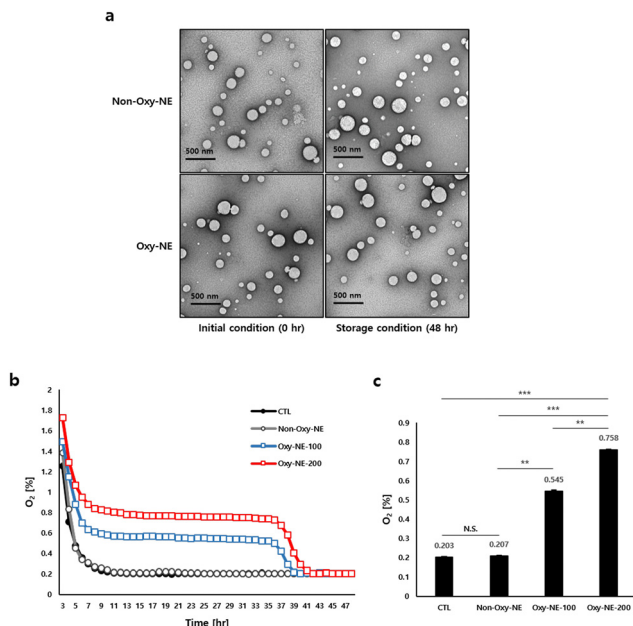 a
Non-Oxy-NE
500 nm
500 nm
Oxy-NE
500 nm
500 nm
Initial condition (0 hr)
Storage condition (48 hr)
b
2
1.8
1.6
1.4
1.2
1
0.8
0.6
0.4
0.2
0
O2 [%]
CTL
Non-Oxy-NE
Oxy-NE-100
Oxy-NE-200
3 5 7 9 11 13 15 17 19 21 23 25 27 29 31 33 35 37 39 41 43 45 47
Time [hr]
c
***
***
**
**
N.S.
0.9
0.8
0.7
0.6
0.5
0.4
0.3
0.2
0.1
0
O2 [%]
0.203
0.207
0.545
0.758
CTL Non-Oxy-NE Oxy-NE-100 Oxy-NE-200